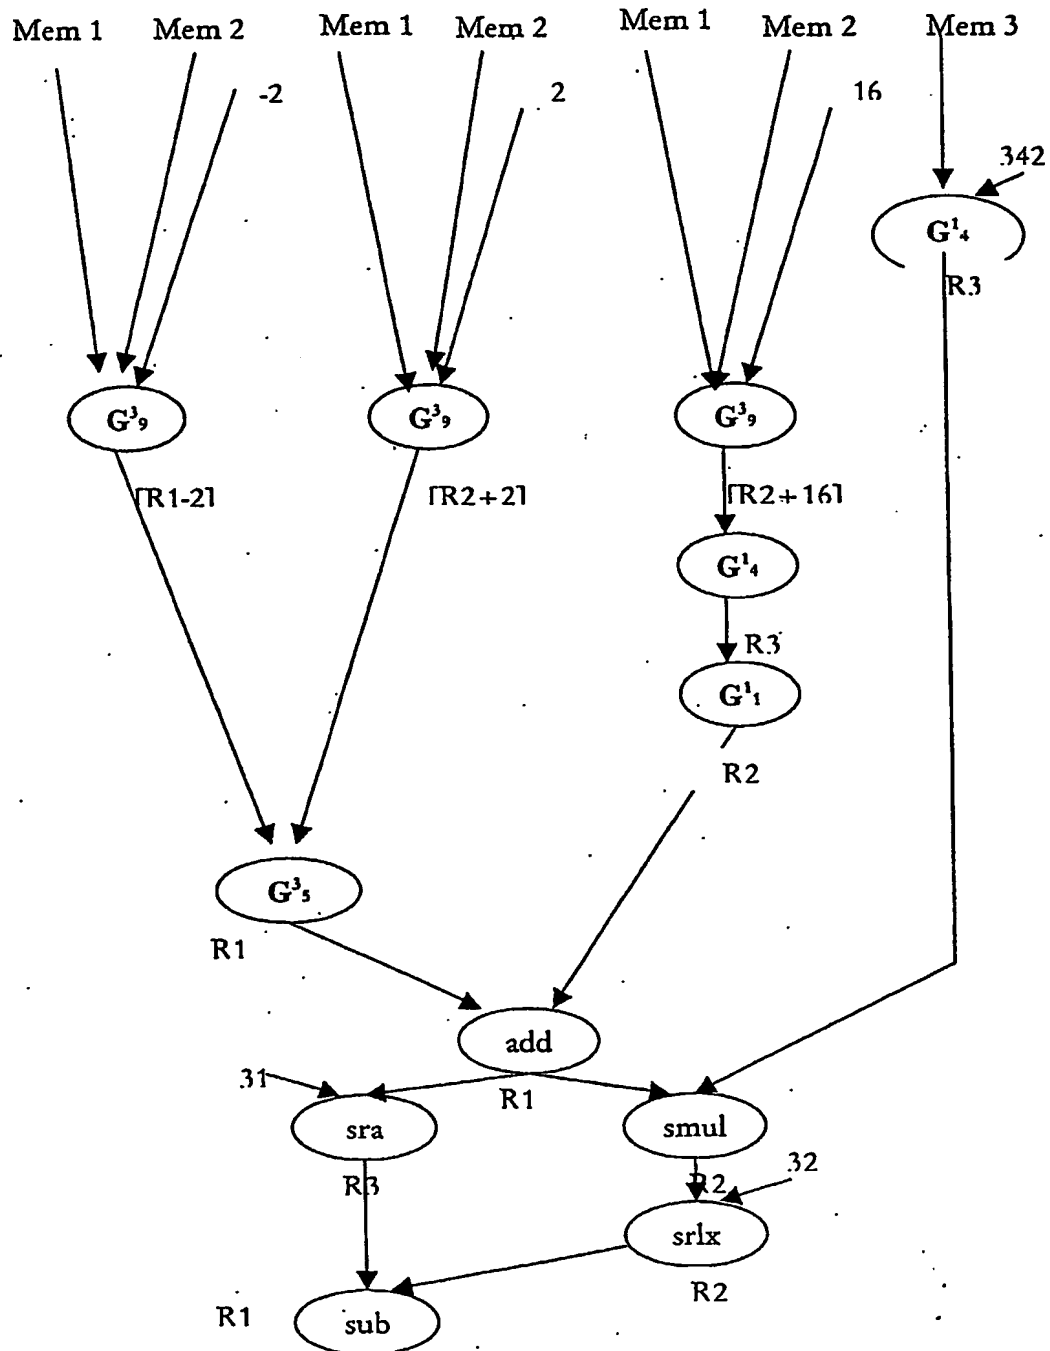 Mem 1 Mem 2 Mem 1 Mem 2 Mem 1 Mem 2 Mem 3
-2 2 16
342
G¹₄
R3
G³₉ G³₉ G³₉
⌈R1-2⌉ ⌈R2+2⌉ ⌈R2+16⌉
G¹₄
R3
G¹₁
R2
G³₅
R1
add
31 R1
sra smul
R3 R2 32
srlx
R2
R1 sub